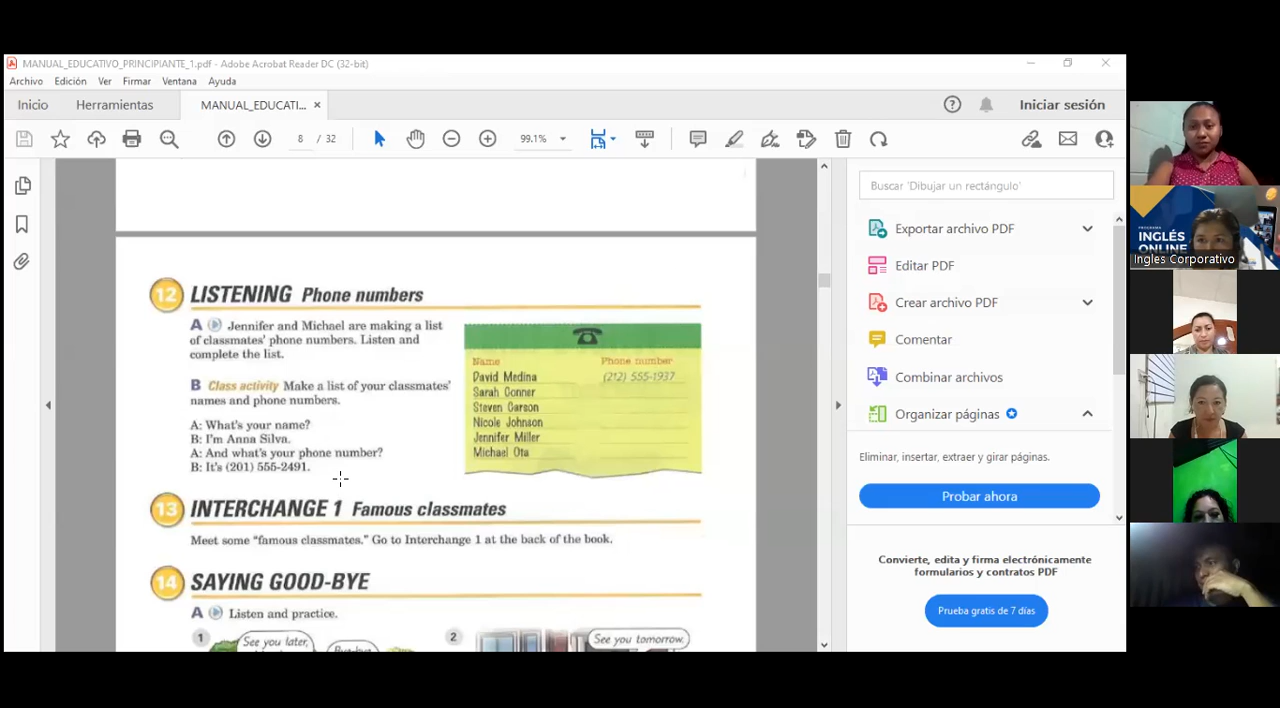 MANUAL_EDUCATIVO_PRINCIPIANTE_1.pdf - Adobe Acrobat Reader DC (32-bit)
Archivo Edición Ver Firmar Ventana Ayuda
Inicio Herramientas MANUAL_EDUCATI... × Iniciar sesión
8 / 32 99.1%
Buscar 'Dibujar un rectángulo'
Exportar archivo PDF
Editar PDF
Crear archivo PDF
Comentar
Combinar archivos
Organizar páginas
Eliminar, insertar, extraer y girar páginas.
Probar ahora
Convierte, edita y firma electrónicamente
formularios y contratos PDF
Prueba gratis de 7 días
12 LISTENING Phone numbers
A Jennifer and Michael are making a list
of classmates' phone numbers. Listen and
complete the list.
B Class activity Make a list of your classmates'
names and phone numbers.
A: What's your name?
B: I'm Anna Silva.
A: And what's your phone number?
B: It's (201) 555-2491.
Name Phone number
David Medina (212) 555-1937
Sarah Conner
Steven Carson
Nicole Johnson
Jennifer Miller
Michael Ota
13 INTERCHANGE 1 Famous classmates
Meet some "famous classmates." Go to Interchange 1 at the back of the book.
14 SAYING GOOD-BYE
A Listen and practice.
1 See you later,
2 See you tomorrow.
INGLÉS
ONLINE
Ingles Corporativo